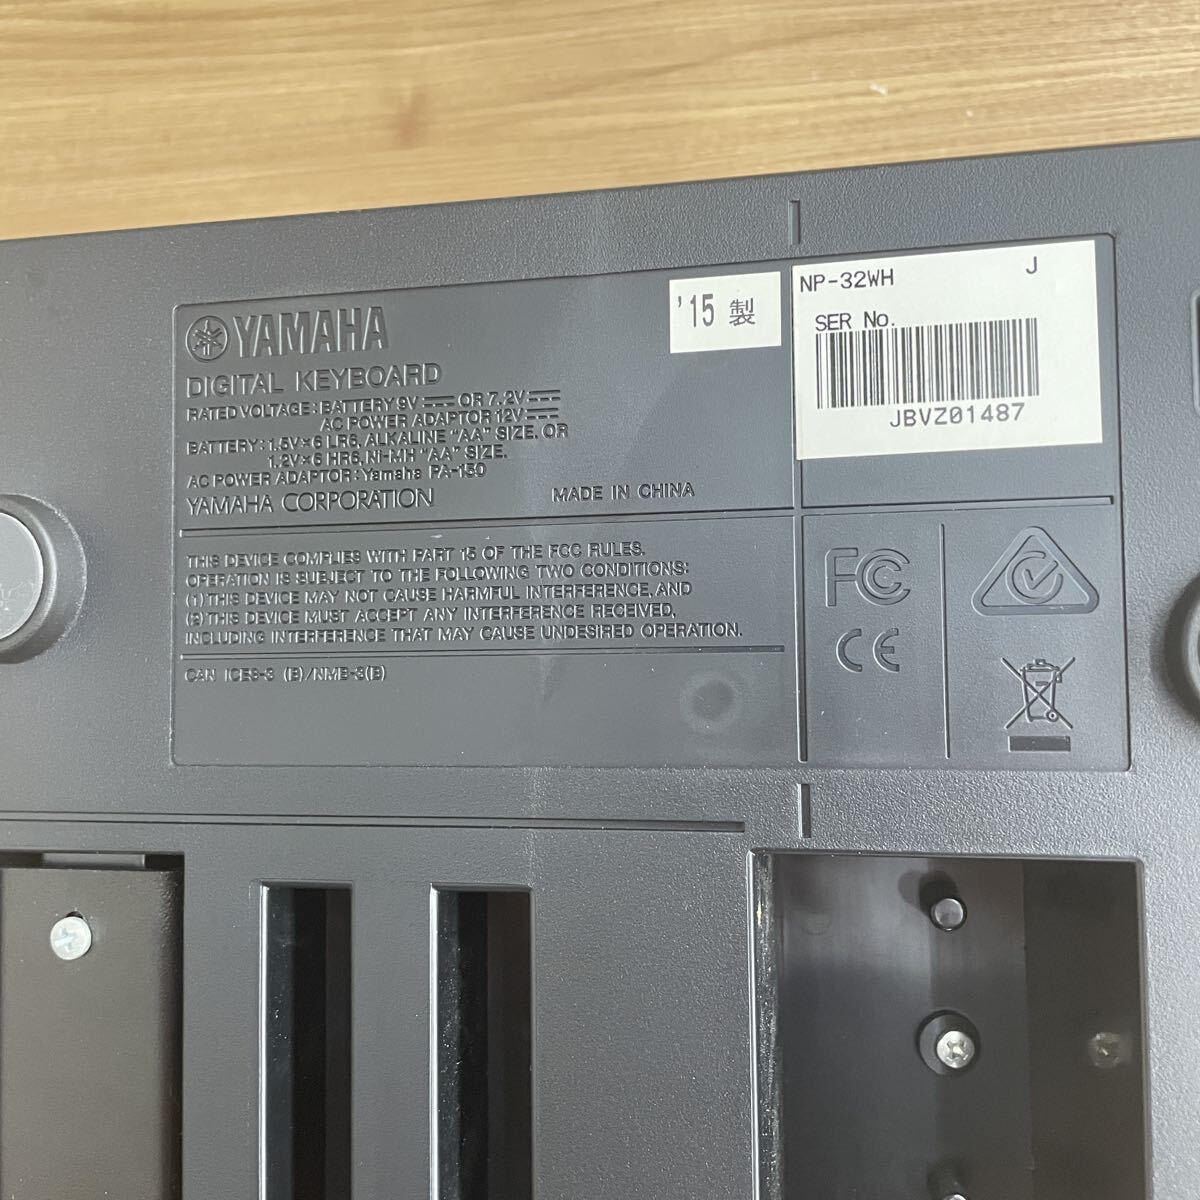 YAMAHA
DIGITAL KEYBOARD
RATED VOLTAGE: BATTERY 9V OR 7.2V
AC POWER ADAPTOR 12V
BATTERY: 1.5V×6 LR6, ALKALINE "AA" SIZE. OR
1.2V×6 HR6, Ni-MH "AA" SIZE.
AC POWER ADAPTOR: Yamaha PA-150
YAMAHA CORPORATION MADE IN CHINA
'15 製
NP-32WH J
SER No.
JBVZ01487
THIS DEVICE COMPLIES WITH PART 15 OF THE FCC RULES.
OPERATION IS SUBJECT TO THE FOLLOWING TWO CONDITIONS:
(1) THIS DEVICE MAY NOT CAUSE HARMFUL INTERFERENCE, AND
(2) THIS DEVICE MUST ACCEPT ANY INTERFERENCE RECEIVED,
INCLUDING INTERFERENCE THAT MAY CAUSE UNDESIRED OPERATION.
CAN ICES-3 (B)/NMB-3(B)
FC
CE